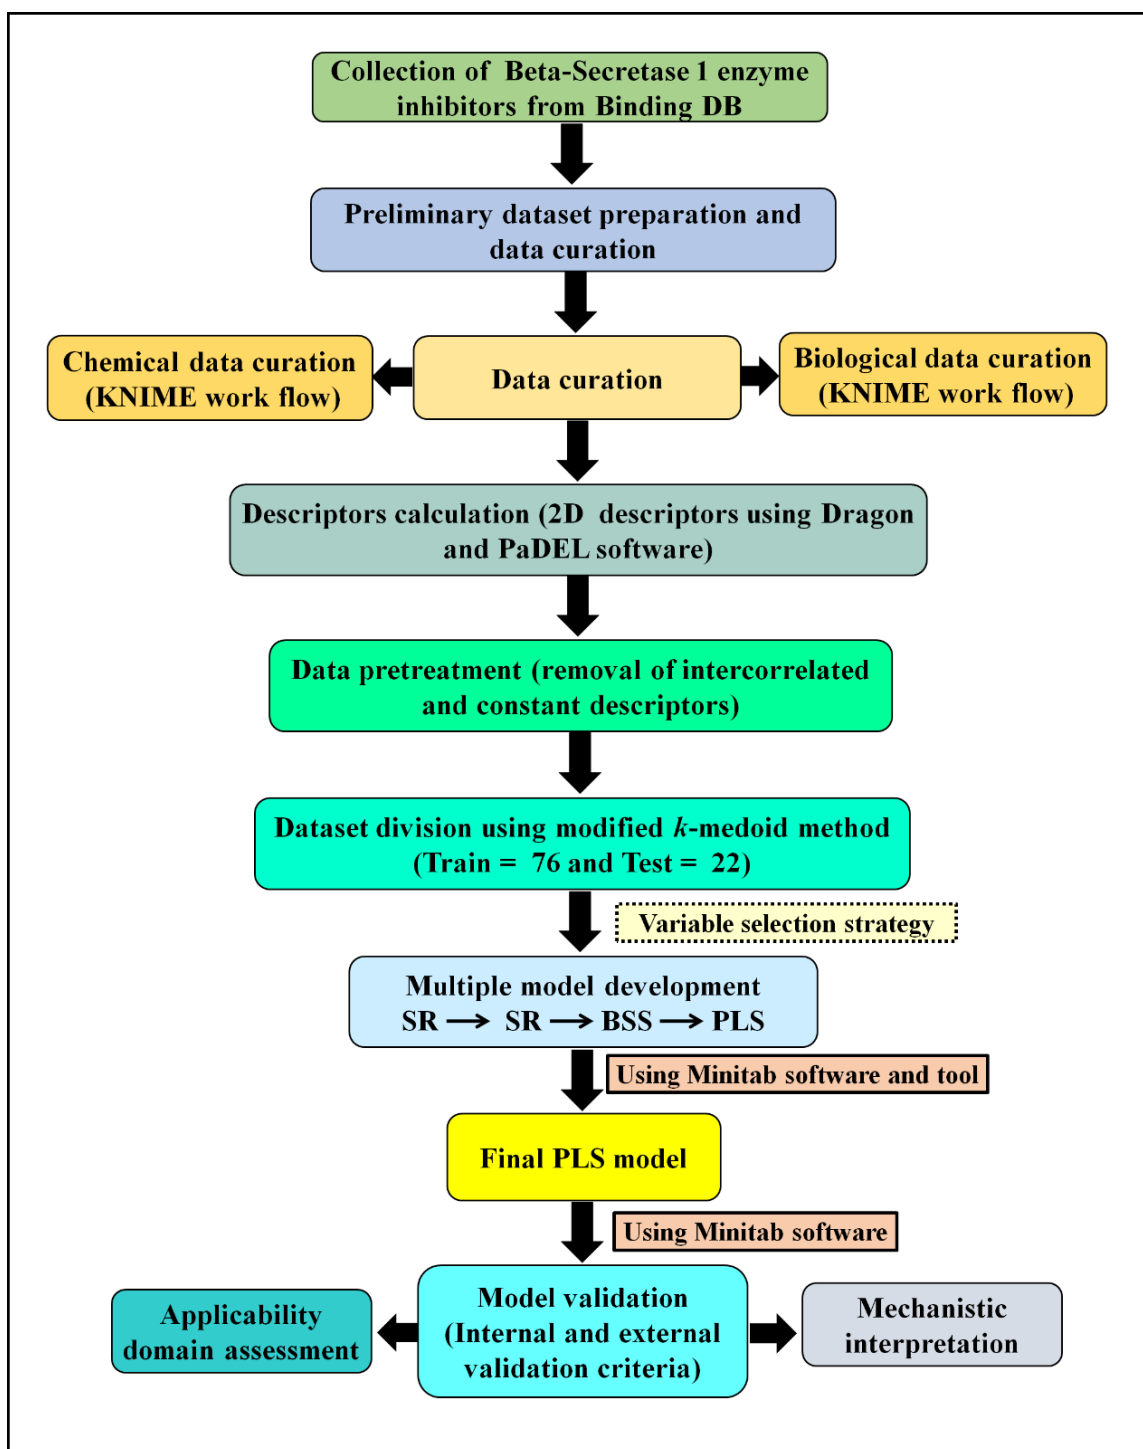 Collection of Beta-Secretase 1 enzyme
inhibitors from Binding DB
Preliminary dataset preparation and
data curation
Chemical data curation
(KNIME work flow)
Data curation
Biological data curation
(KNIME work flow)
Descriptors calculation (2D descriptors using Dragon
and PaDEL software)
Data pretreatment (removal of intercorrelated
and constant descriptors)
Dataset division using modified k-medoid method
(Train = 76 and Test = 22)
Variable selection strategy
Multiple model development
SR → SR → BSS → PLS
Using Minitab software and tool
Final PLS model
Using Minitab software
Applicability
domain assessment
Model validation
(Internal and external
validation criteria)
Mechanistic
interpretation